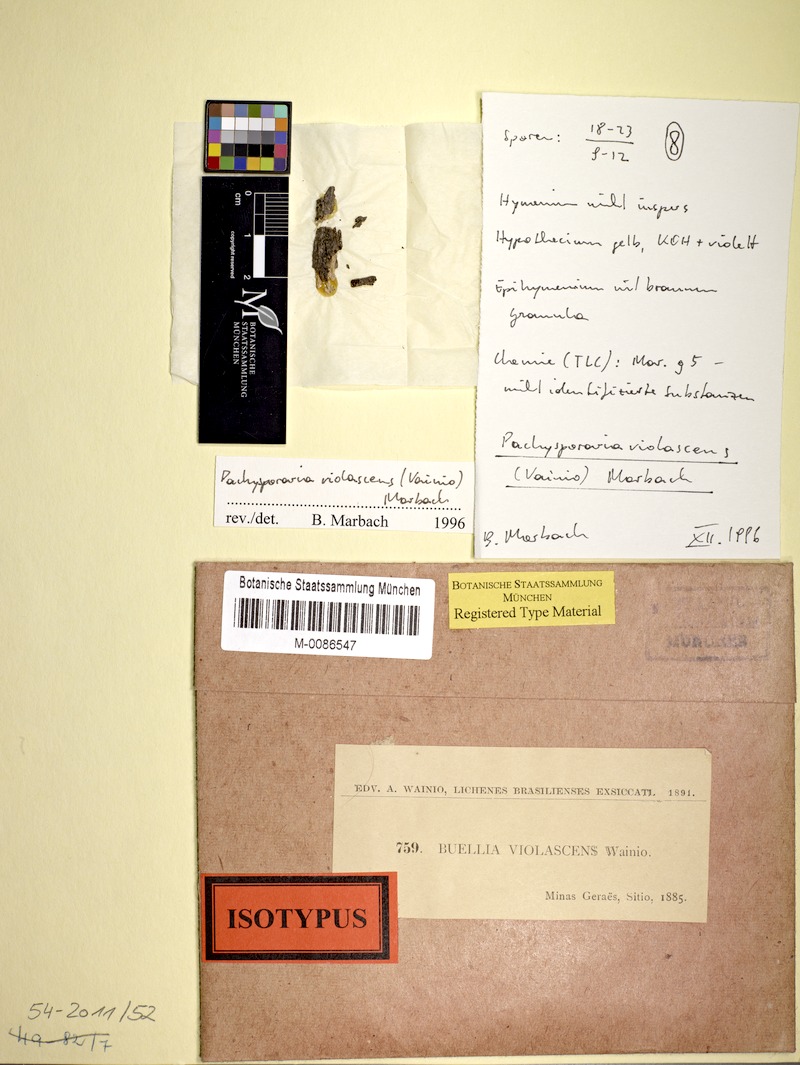 Sporen: 18-23
9-12
Hymenium nicht inspers
Hypothecium gelb, KOH + violett
Epihymenium mit braunen
Granula
Chemie (TLC): Mar. 95 -
nicht identifizierte Substanzen
Pachysporaria violascens
(Vainio) Marbach
B. Marbach XII. 1996
0
cm
1
2
copyright reserved
M
BOTANISCHE
STAATSSAMMLUNG
MÜNCHEN
Pachysporaria violascens (Vainio)
Marbach
rev./det. B. Marbach 1996
Botanische Staatssammlung München
M-0086547
BOTANISCHE STAATSSAMMLUNG
MÜNCHEN
Registered Type Material
MÜNCHEN
EDV. A. WAINIO, LICHENES BRASILIENSES EXSICCATI. 1891.
759. BUELLIA VIOLASCENS Wainio.
Minas Geraës, Sitio, 1885.
ISOTYPUS
54-2011/52